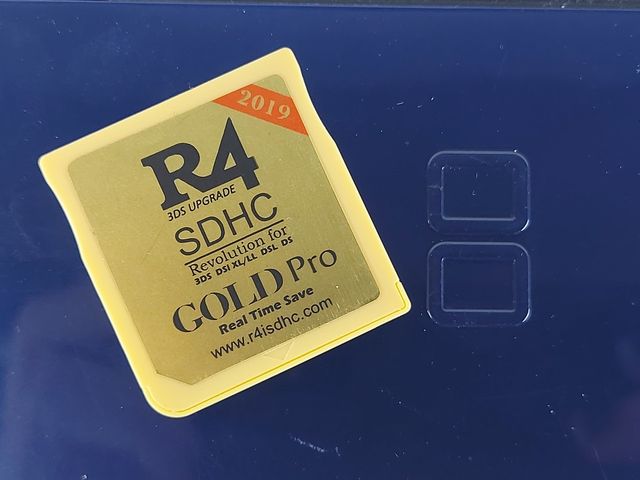 2019
R4
3DS UPGRADE
SDHC
Revolution for
3DS DSI XL/LL DSL DS
GOLD Pro
Real Time Save
www.r4isdhc.com